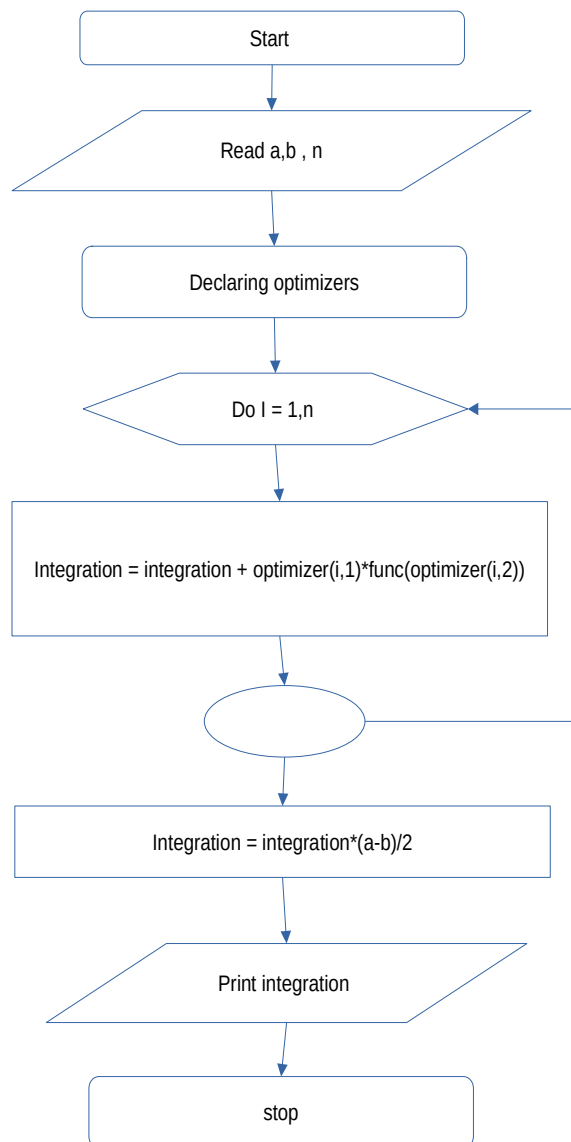 Start
Read a,b , n
Declaring optimizers
Do I = 1,n
Integration = integration + optimizer(i,1)*func(optimizer(i,2))
Integration = integration*(a-b)/2
Print integration
stop